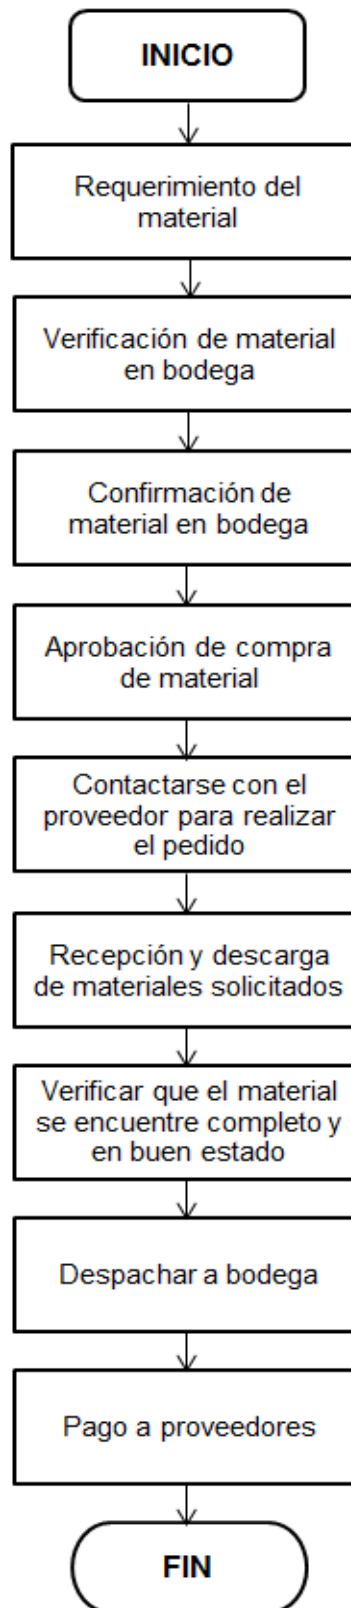 INICIO
Requerimiento del
material
Verificación de material
en bodega
Confirmación de
material en bodega
Aprobación de compra
de material
Contactarse con el
proveedor para realizar
el pedido
Recepción y descarga
de materiales solicitados
Verificar que el material
se encuentre completo y
en buen estado
Despachar a bodega
Pago a proveedores
FIN